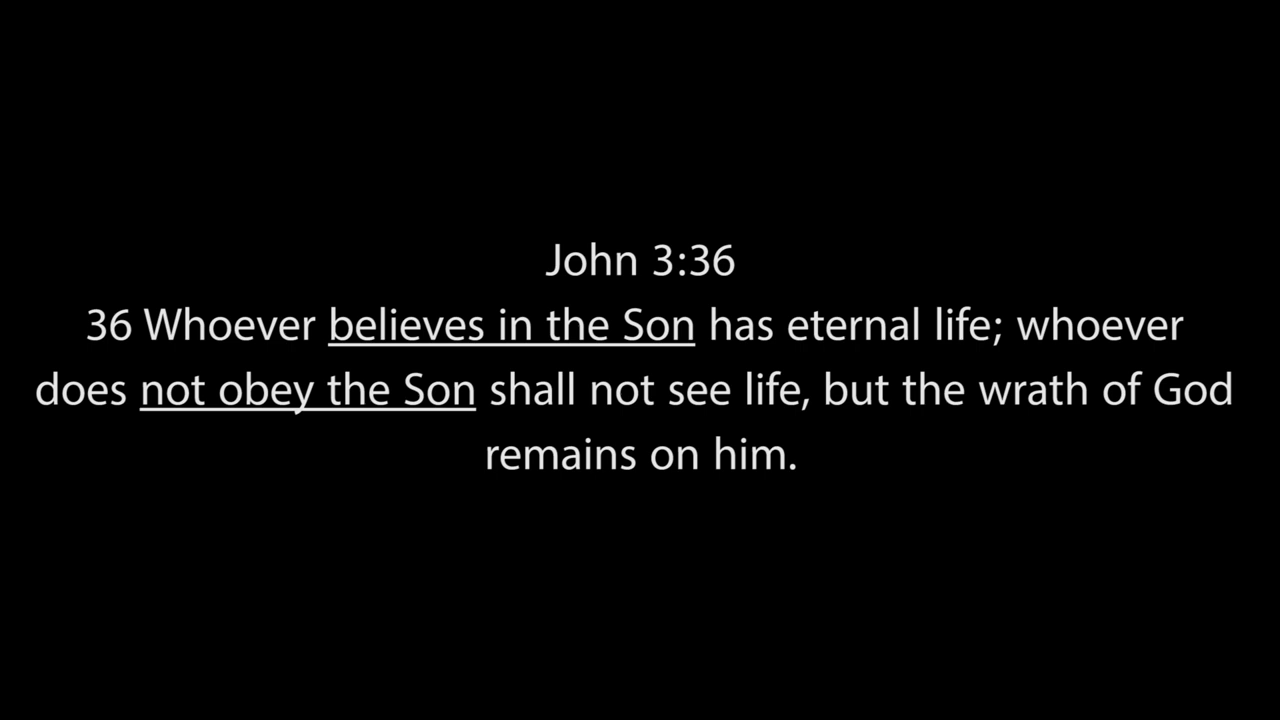 John 3:36
36 Whoever believes in the Son has eternal life; whoever
does not obey the Son shall not see life, but the wrath of God
remains on him.